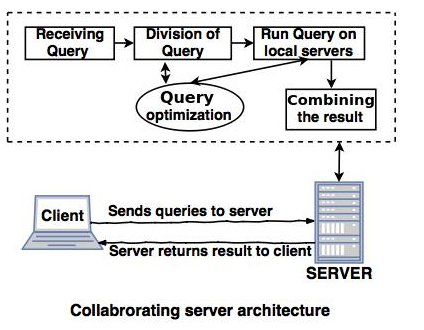 Receiving
Query
Division of
Query
Run Query on
local servers
Query
optimization
Combining
the result
Client
Sends queries to server
Server returns result to client
SERVER
Collabrorating server architecture